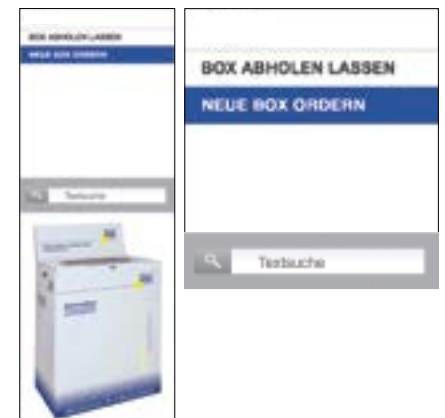 BOX ABHOLEN LASSEN
NEUE BOX ORDERN
Textsuche
BOX ABHOLEN LASSEN
NEUE BOX ORDERN
Textsuche